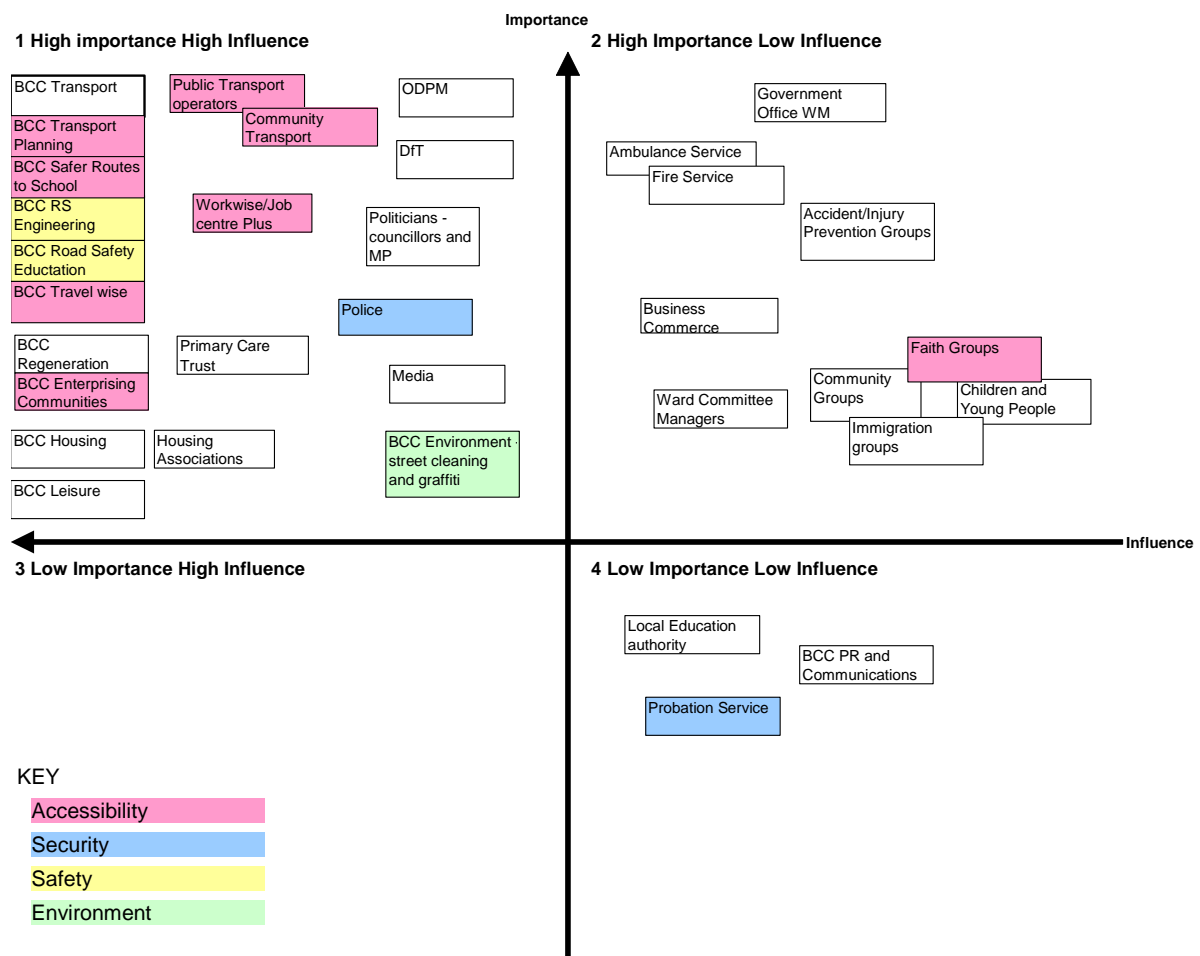 Importance
1 High importance High Influence
2 High Importance Low Influence
BCC Transport
BCC Transport
Planning
BCC Safer Routes
to School
BCC RS
Engineering
BCC Road Safety
Eductation
BCC Travel wise
BCC
Regeneration
BCC Enterprising
Communities
BCC Housing
BCC Leisure
Public Transport
operators
Community
Transport
Workwise/Job
centre Plus
Primary Care
Trust
Housing
Associations
ODPM
DfT
Politicians -
councillors and
MP
Police
Media
BCC Environment -
street cleaning
and graffiti
Government
Office WM
Ambulance Service
Fire Service
Accident/Injury
Prevention Groups
Business
Commerce
Faith Groups
Community
Groups
Children and
Young People
Immigration
groups
Ward Committee
Managers
Influence
3 Low Importance High Influence
4 Low Importance Low Influence
Local Education
authority
BCC PR and
Communications
Probation Service
KEY
Accessibility
Security
Safety
Environment